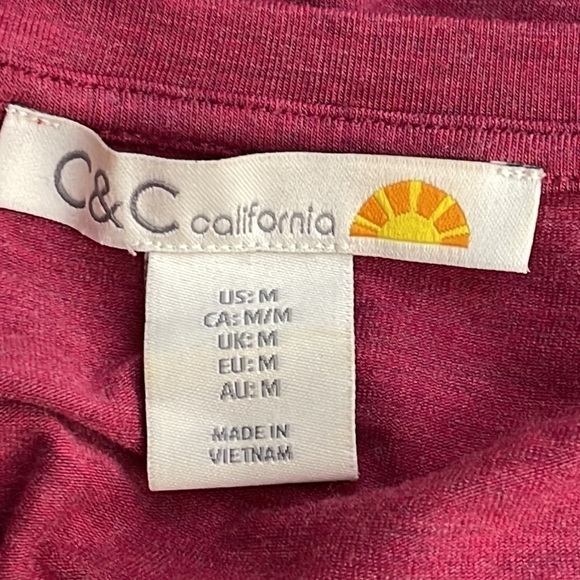 C&C california
US: M
CA: M/M
UK: M
EU: M
AU: M
MADE IN
VIETNAM